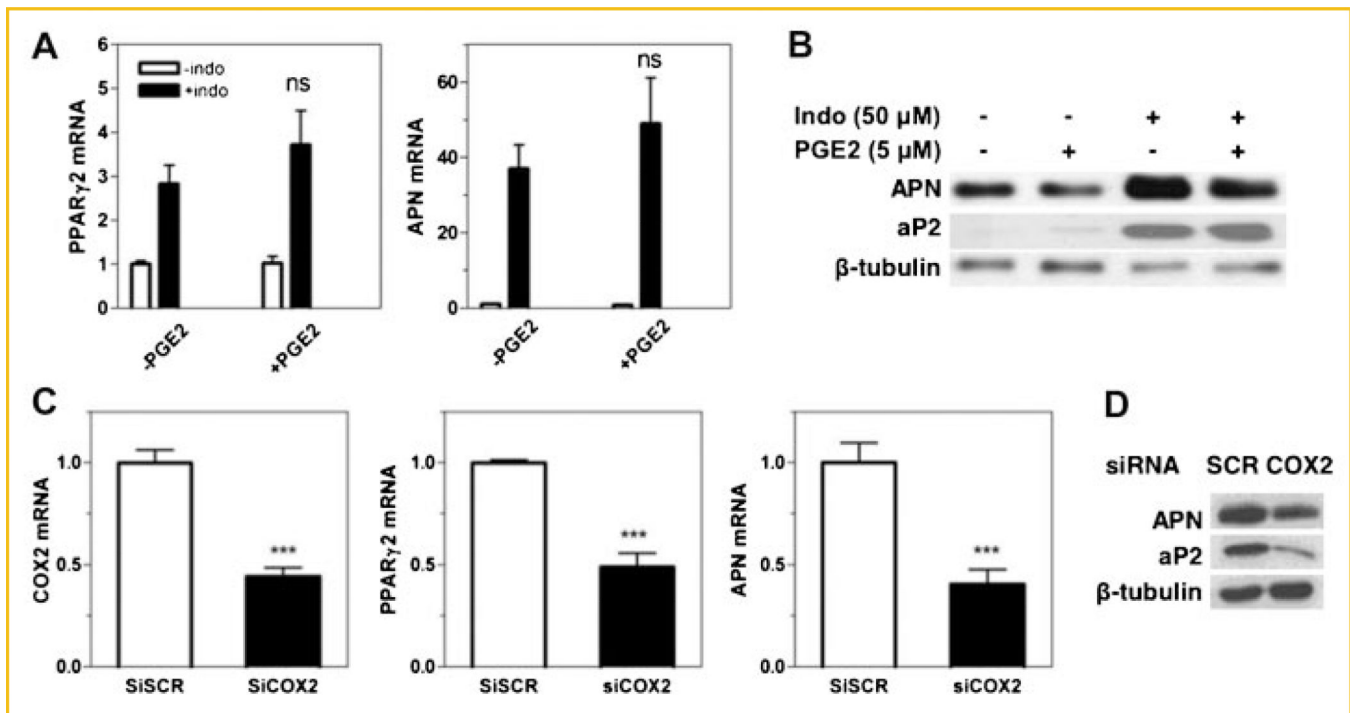 A
PPARγ2 mRNA
6
5
4
3
2
1
0
-indo
+indo
ns
-PGE2
+PGE2
APN mRNA
60
40
20
0
ns
-PGE2
+PGE2
B
Indo (50 µM) - - + +
PGE2 (5 µM) - + - +
APN
aP2
β-tubulin
C
COX2 mRNA
1.0
0.5
0.0
***
SiSCR SiCOX2
PPARγ2 mRNA
1.0
0.5
0.0
***
SiSCR siCOX2
APN mRNA
1.0
0.5
0.0
***
SiSCR siCOX2
D
siRNA SCR COX2
APN
aP2
β-tubulin